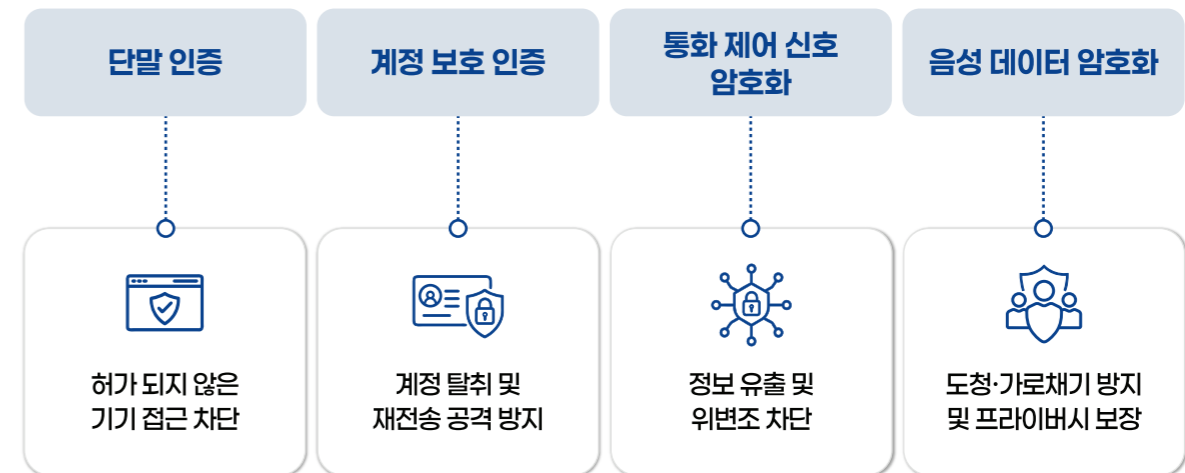 단말 인증
계정 보호 인증
통화 제어 신호
암호화
음성 데이터 암호화
허가 되지 않은
기기 접근 차단
계정 탈취 및
재전송 공격 방지
정보 유출 및
위변조 차단
도청·가로채기 방지
및 프라이버시 보장